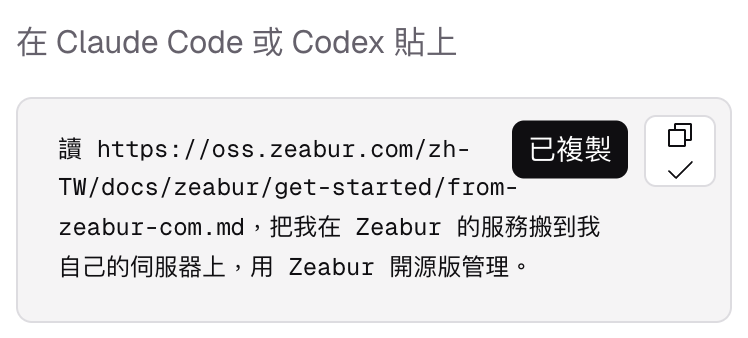 在 Claude Code 或 Codex 貼上
讀 https://oss.zeabur.com/zh-
已複製
TW/docs/zeabur/get-started/from-
zeabur-com.md，把我在 Zeabur 的服務搬到我
自己的伺服器上，用 Zeabur 開源版管理。